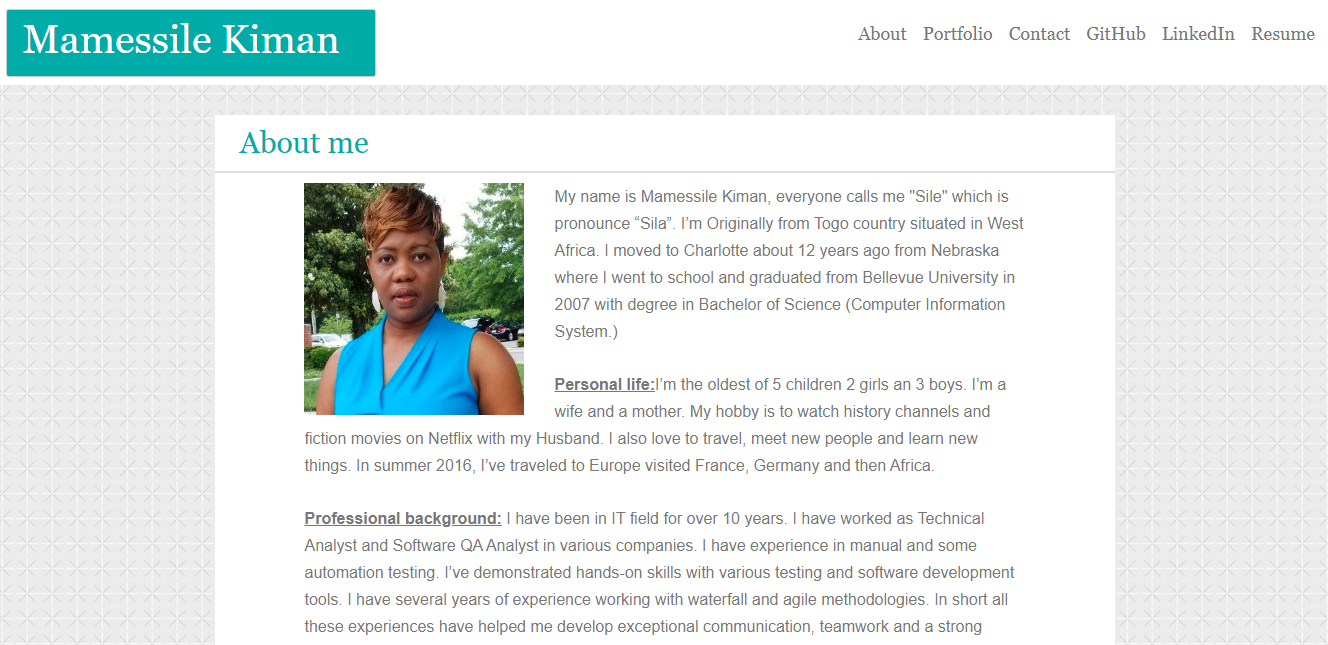 Mamessile Kiman
About Portfolio Contact GitHub LinkedIn Resume
About me
My name is Mamessile Kiman, everyone calls me "Sile" which is
pronounce “Sila”. I’m Originally from Togo country situated in West
Africa. I moved to Charlotte about 12 years ago from Nebraska
where I went to school and graduated from Bellevue University in
2007 with degree in Bachelor of Science (Computer Information
System.)
Personal life:I’m the oldest of 5 children 2 girls an 3 boys. I’m a
wife and a mother. My hobby is to watch history channels and
fiction movies on Netflix with my Husband. I also love to travel, meet new people and learn new
things. In summer 2016, I’ve traveled to Europe visited France, Germany and then Africa.
Professional background: I have been in IT field for over 10 years. I have worked as Technical
Analyst and Software QA Analyst in various companies. I have experience in manual and some
automation testing. I’ve demonstrated hands-on skills with various testing and software development
tools. I have several years of experience working with waterfall and agile methodologies. In short all
these experiences have helped me develop exceptional communication, teamwork and a strong